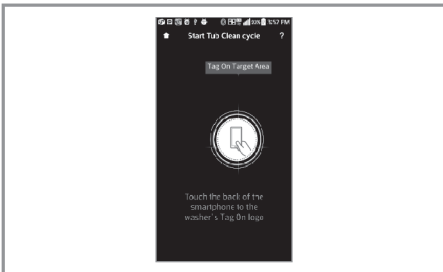 Start Tub Clean cycle ?
Tag On Target Area
Touch the back of the
smartphone to the
washer's Tag On logo